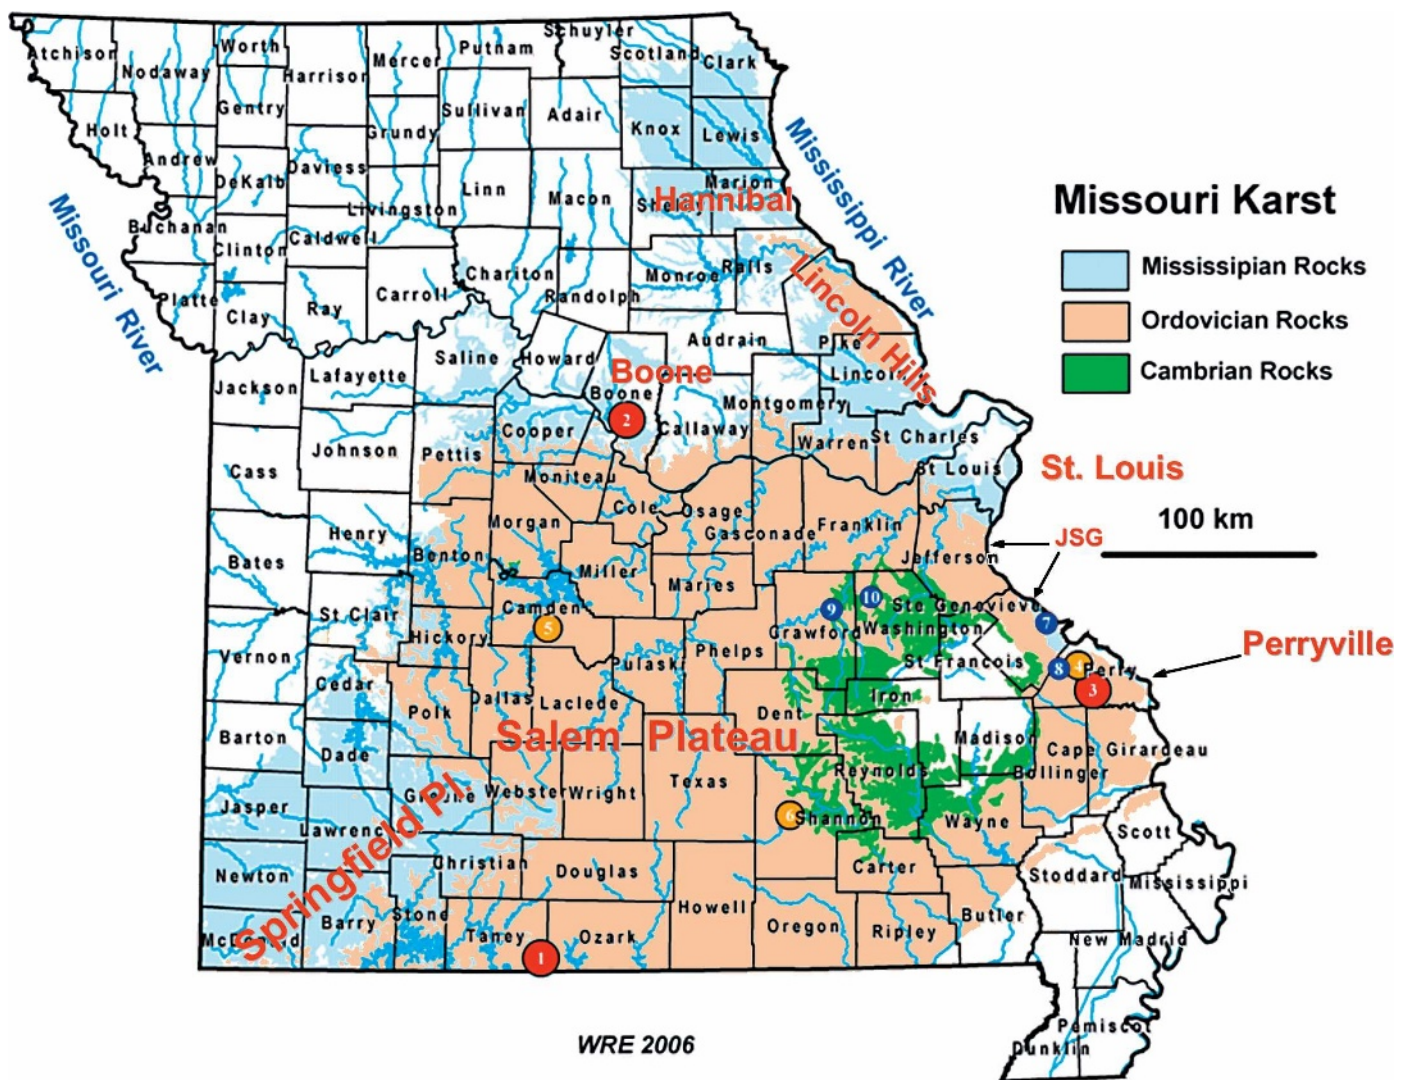 Atchison
Nodaway
Worth
Harrison
Mercer
Putnam
Schuyler
Scotland
Clark
Gentry
Holt
Grundy
Sullivan
Adair
Knox
Lewis
Andrew
DeKalb
Daviess
Livingston
Linn
Macon
Shelby
Marion
Hannibal
Mississippi River
Missouri River
Buchanan
Clinton
Caldwell
Chariton
Monroe
Ralls
Platte
Clay
Ray
Carroll
Randolph
Lincoln Hills
Audrain
Pike
Saline
Howard
Boone
Boone
2
Jackson
Lafayette
Lincoln
Montgomery
Callaway
Cooper
Warren
St Charles
Johnson
Pettis
St Louis
St. Louis
Cass
Moniteau
Cole
Osage
Gasconade
Franklin
Morgan
Henry
Benton
Jefferson
JSG
Bates
Miller
Maries
Camden
5
St Clair
Hickory
9
10
Ste Genevieve
7
Crawford
Washington
Vernon
Pulaski
Phelps
St Francois
8
4
Perry
3
Perryville
Cedar
Dallas
Laclede
Iron
Polk
Dent
Barton
Salem Plateau
Dade
Madison
Cape Girardeau
Bollinger
Reynolds
Texas
Jasper
Greene
Webster
Wright
6
Shannon
Wayne
Lawrence
Springfield Pl.
Scott
Christian
Douglas
Carter
Newton
Stoddard
Mississippi
Stone
Howell
Barry
Taney
Ozark
Oregon
Ripley
Butler
McDonald
1
New Madrid
Pemiscot
Dunklin
WRE 2006
Missouri Karst
Mississipian Rocks
Ordovician Rocks
Cambrian Rocks
100 km